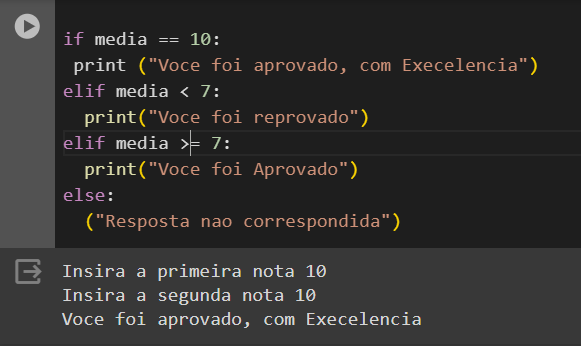 if media == 10:
 print ("Voce foi aprovado, com Execelencia")
elif media < 7:
  print("Voce foi reprovado")
elif media >= 7:
  print("Voce foi Aprovado")
else:
  ("Resposta nao correspondida")
Insira a primeira nota 10
Insira a segunda nota 10
Voce foi aprovado, com Execelencia